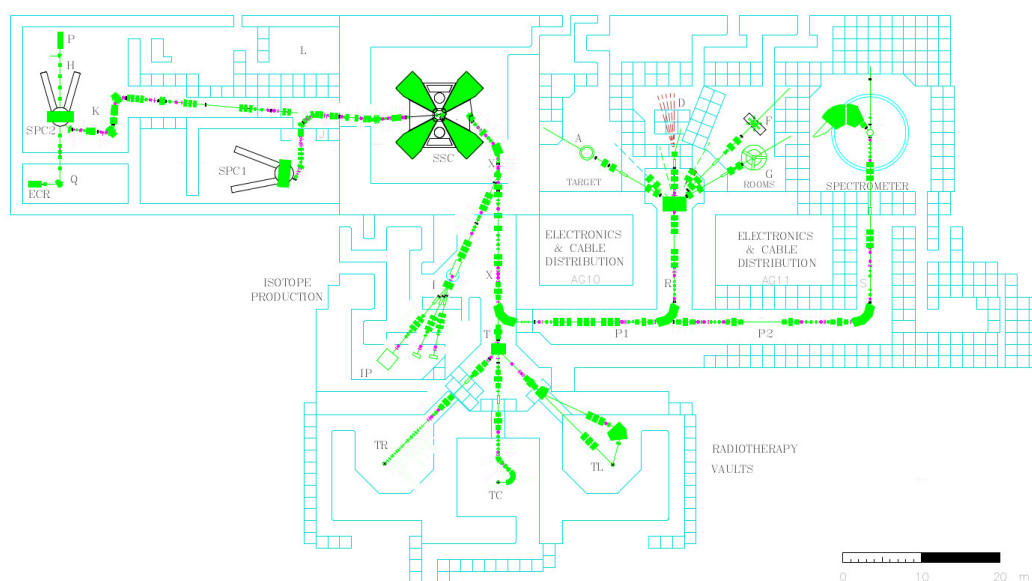 P
H
L
K
D
F
SPC2
J
A
SSC
X
SPC1
G
Q
ECR
TARGET
ROOMS
SPECTROMETER
ELECTRONICS
& CABLE
DISTRIBUTION
AG10
ELECTRONICS
& CABLE
DISTRIBUTION
AG11
X
I
R
S
ISOTOPE
PRODUCTION
T
P1
P2
IP
TR
TC
TL
RADIOTHERAPY
VAULTS
0 10 20 m